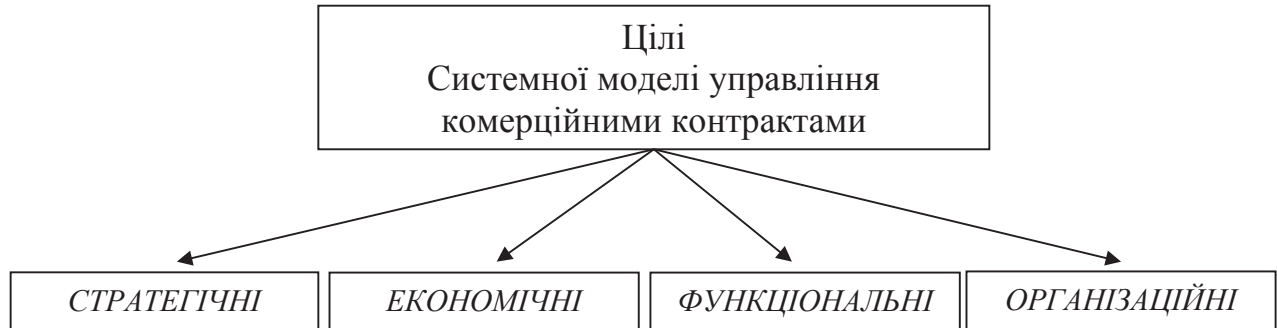 Цілі
Системної моделі управління
комерційними контрактами
СТРАТЕГІЧНІ
ЕКОНОМІЧНІ
ФУНКЦІОНАЛЬНІ
ОРГАНІЗАЦІЙНІ